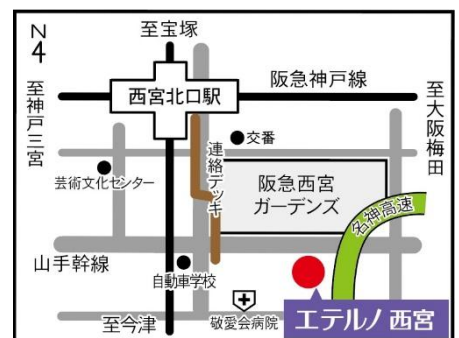 N
4
至宝塚
阪急神戸線
西宮北口駅
至神戸三宮
至大阪梅田
交番
連絡デッキ
芸術文化センター
阪急西宮
ガーデンズ
名神高速
山手幹線
自動車学校
至今津
敬愛会病院
エテルノ西宮